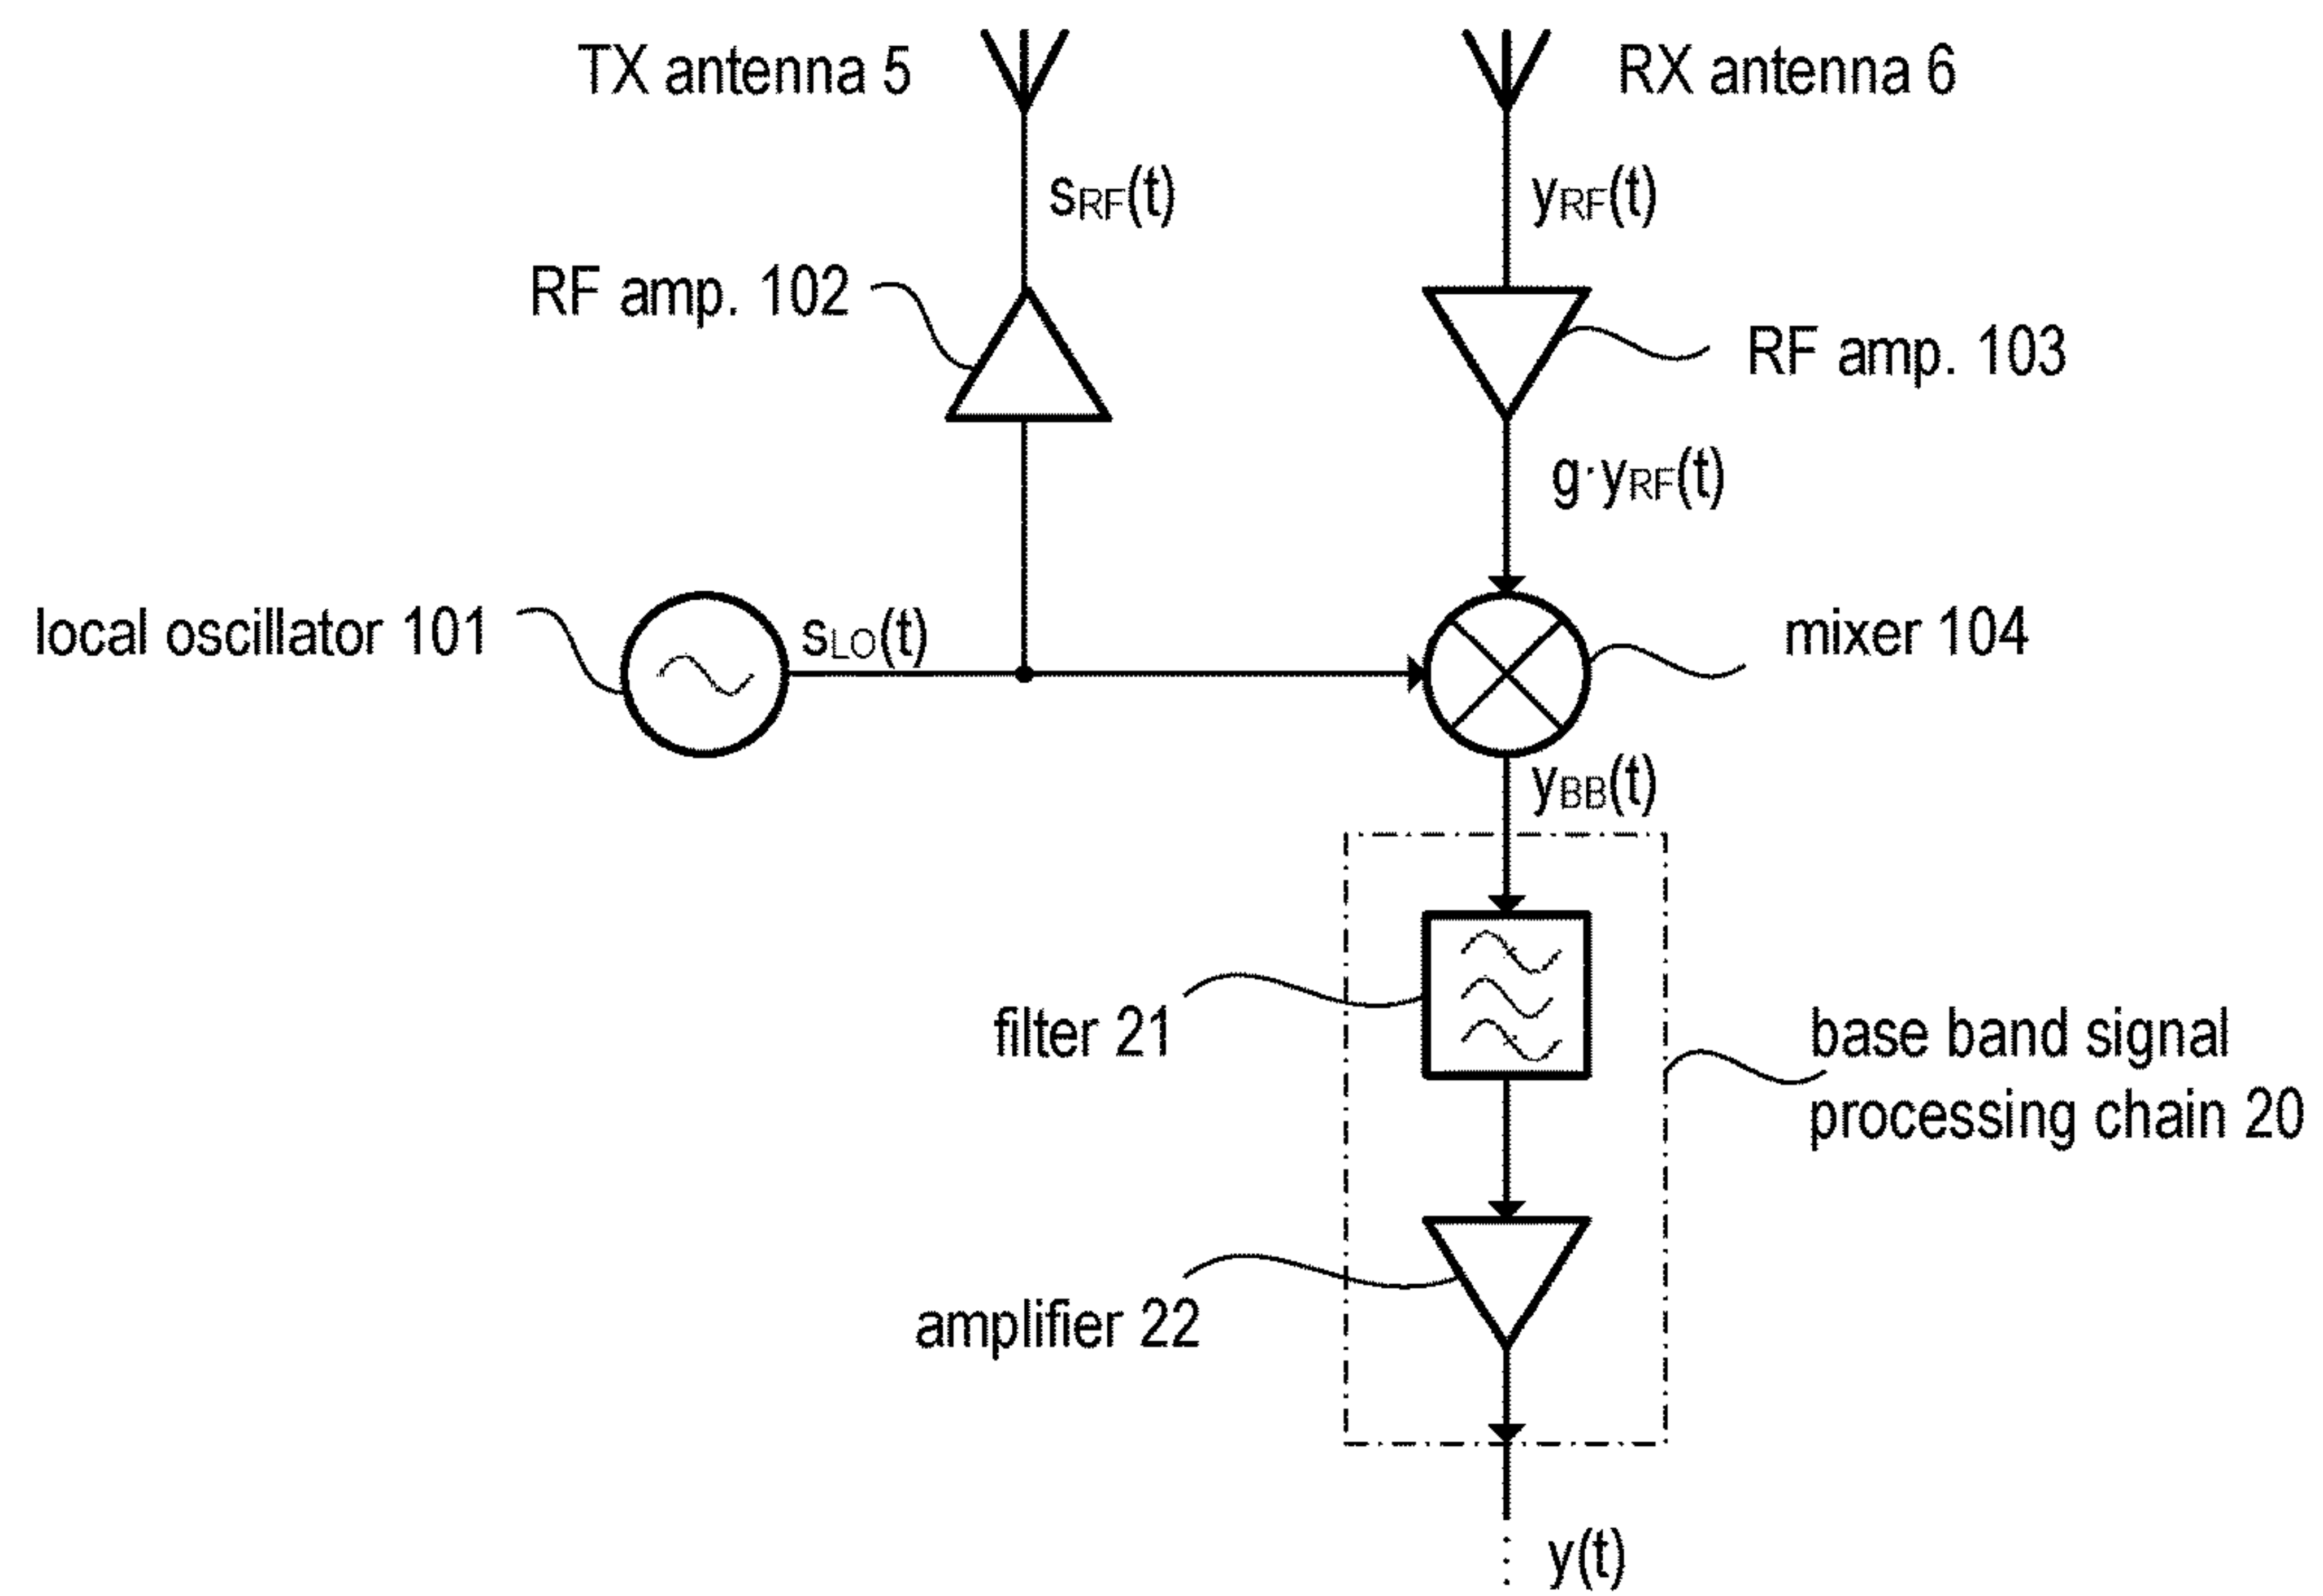 TX antenna 5
RX antenna 6
sRF(t)
yRF(t)
RF amp. 102
RF amp. 103
g·yRF(t)
local oscillator 101
sLO(t)
mixer 104
yBB(t)
filter 21
base band signal
processing chain 20
amplifier 22
y(t)